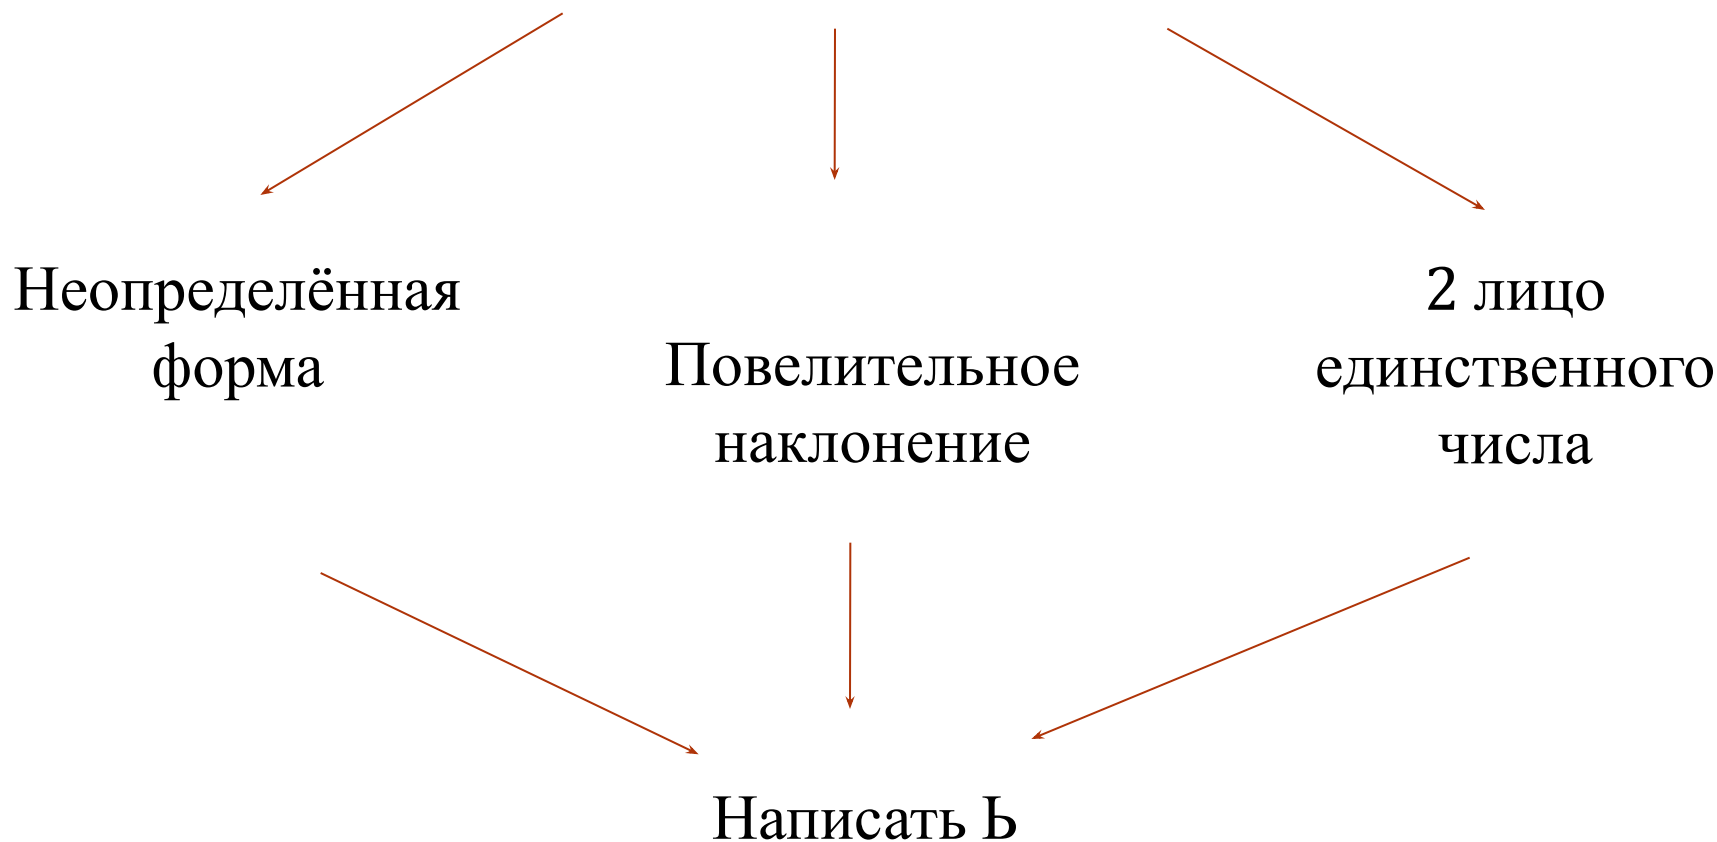 Неопределённая
форма
Повелительное
наклонение
2 лицо
единственного
числа
Написать Ь